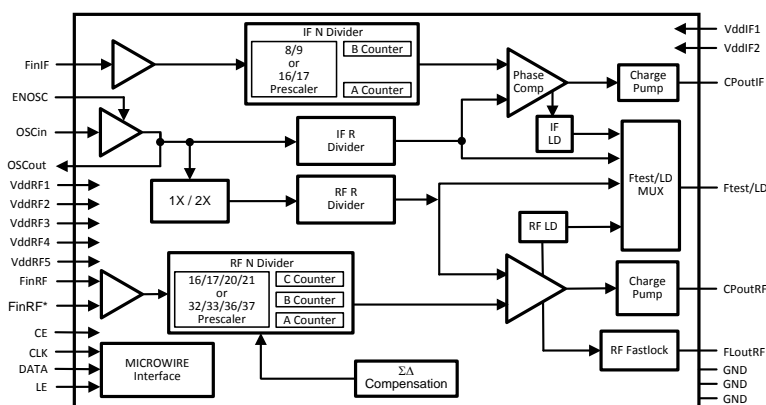 IF N Divider
8/9
or
16/17
Prescaler
B Counter
A Counter
FinIF
ENOSC
OSCin
OSCout
VddRF1
VddRF2
VddRF3
VddRF4
VddRF5
FinRF
FinRF*
CE
CLK
DATA
LE
Phase
Comp
Charge
Pump
IF
LD
IF R
Divider
1X / 2X
RF R
Divider
Ftest/LD
MUX
RF LD
RF N Divider
16/17/20/21
or
32/33/36/37
Prescaler
C Counter
B Counter
A Counter
Charge
Pump
RF Fastlock
MICROWIRE
Interface
ΣΔ
Compensation
VddIF1
VddIF2
CPoutIF
Ftest/LD
CPoutRF
FLoutRF
GND
GND
GND